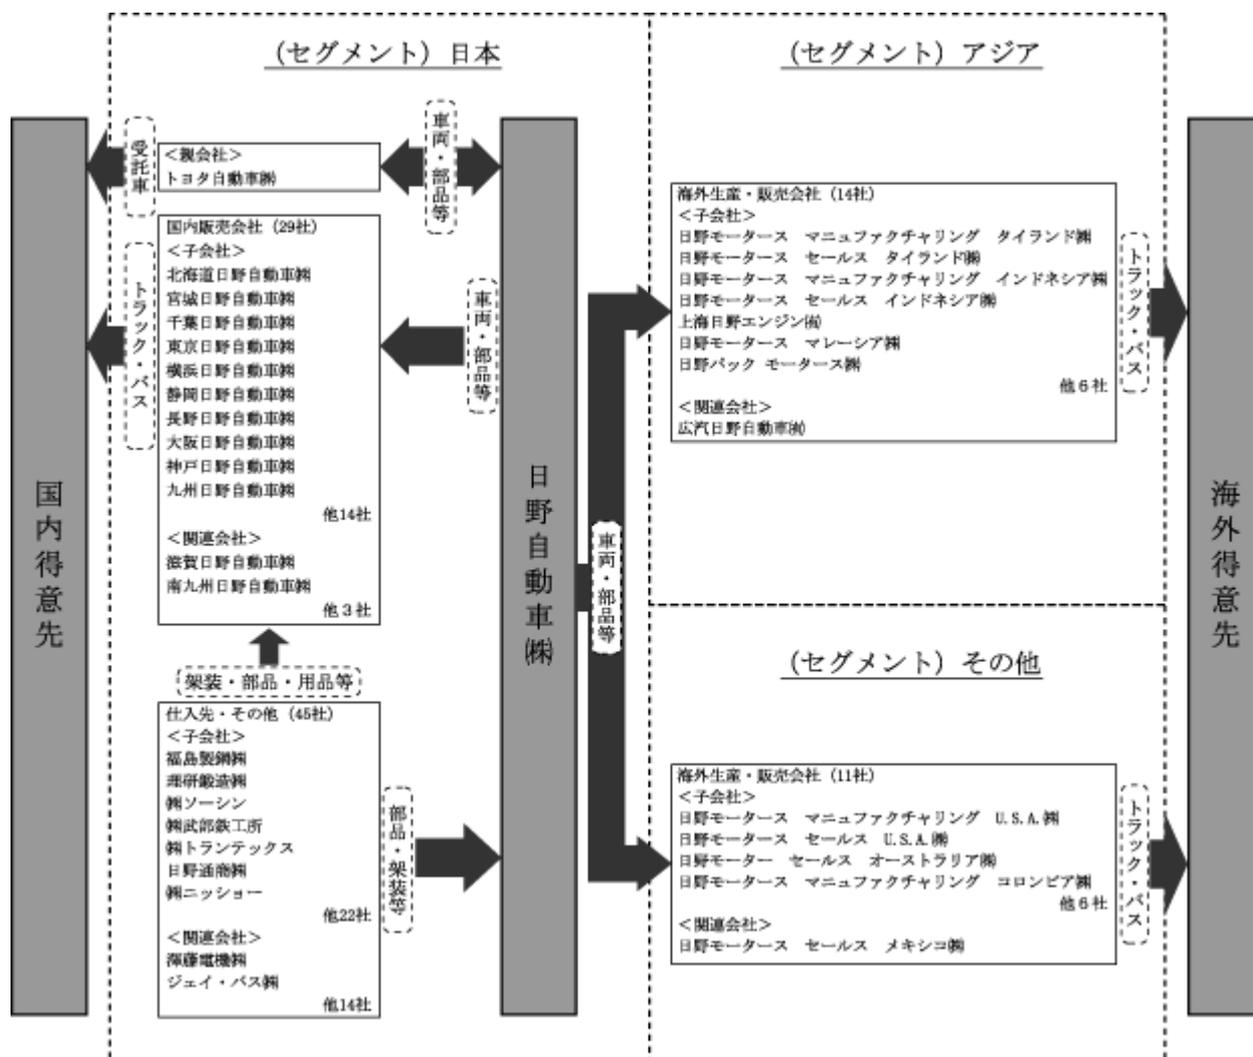 (セグメント) 日本
(セグメント) アジア
国内得意先
受託車
<親会社>
トヨタ自動車㈱
車両・部品等
トラック・バス
国内販売会社 (29社)
<子会社>
北海道日野自動車㈱
宮城日野自動車㈱
千葉日野自動車㈱
東京日野自動車㈱
横浜日野自動車㈱
静岡日野自動車㈱
長野日野自動車㈱
大阪日野自動車㈱
神戸日野自動車㈱
九州日野自動車㈱
他14社
<関連会社>
滋賀日野自動車㈱
南九州日野自動車㈱
他3社
車両・部品等
架装・部品・用品等
仕入先・その他 (45社)
<子会社>
福島製鋼㈱
理研鍛造㈱
㈱ソーシン
㈱武部鉄工所
㈱トランテックス
日野通商㈱
㈱ニッショー
他22社
<関連会社>
澤藤電機㈱
ジェイ・バス㈱
他14社
部品・架装等
日野自動車㈱
車両・部品等
海外生産・販売会社 (14社)
<子会社>
日野モータース マニュファクチャリング タイランド㈱
日野モータース セールス タイランド㈱
日野モータース マニュファクチャリング インドネシア㈱
日野モータース セールス インドネシア㈱
上海日野エンジン㈲
日野モータース マレーシア㈱
日野パック モータース㈱
他6社
<関連会社>
広汽日野自動車㈲
トラック・バス
(セグメント) その他
海外生産・販売会社 (11社)
<子会社>
日野モータース マニュファクチャリング U.S.A.㈱
日野モータース セールス U.S.A.㈱
日野モーター セールス オーストラリア㈱
日野モータース マニュファクチャリング コロンビア㈱
他6社
<関連会社>
日野モータース セールス メキシコ㈱
トラック・バス
海外得意先